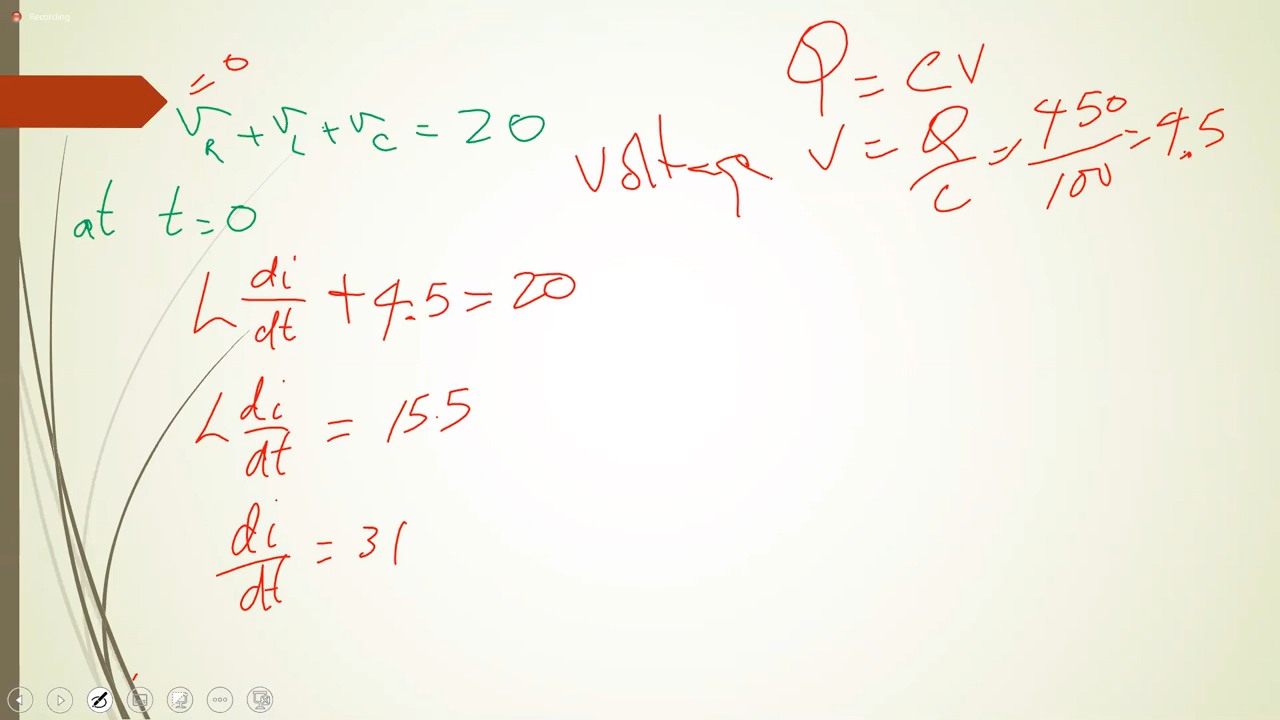 Recording
= 0
V_R + V_L + V_C = 20
at t = 0
L di/dt + 4.5 = 20
L di/dt = 15.5
di/dt = 31
Q = CV
voltage V = Q/C = 450/100 = 4.5